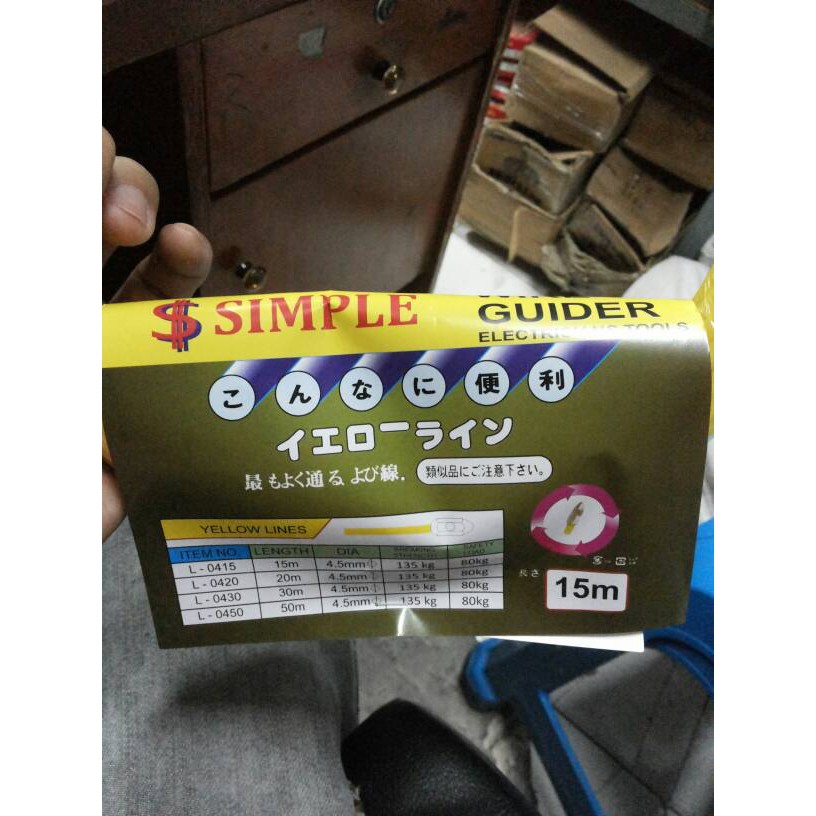 SIMPLE
GUIDER
こんなに便利
イエローライン
最もよく通る、よび線.
類似品にご注意下さい。
YELLOW LINES
ITEM NO. LENGTH DIA SAFETY LOAD
L - 0415 15m 4.5mm 135 kg 80kg
L - 0420 20m 4.5mm 135 kg 80kg
L - 0430 30m 4.5mm 135 kg 80kg
L - 0450 50m 4.5mm 135 kg 80kg
長さ 15m